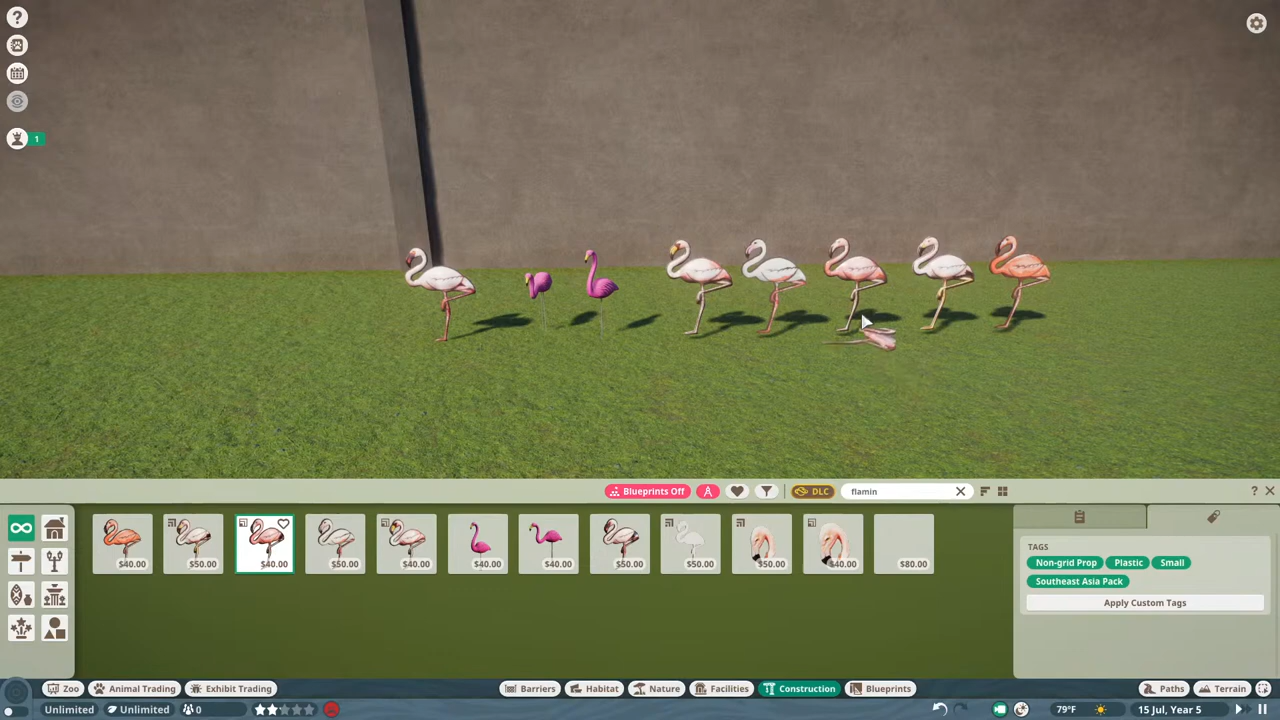 ?
1
Blueprints Off
DLC
flamin
?
$40.00
$50.00
$40.00
$50.00
$40.00
$40.00
$40.00
$50.00
$50.00
$50.00
$40.00
$80.00
TAGS
Non-grid Prop
Plastic
Small
Southeast Asia Pack
Apply Custom Tags
Zoo
Animal Trading
Exhibit Trading
Barriers
Habitat
Nature
Facilities
Construction
Blueprints
Paths
Terrain
Unlimited
Unlimited
0
79°F
15 Jul, Year 5